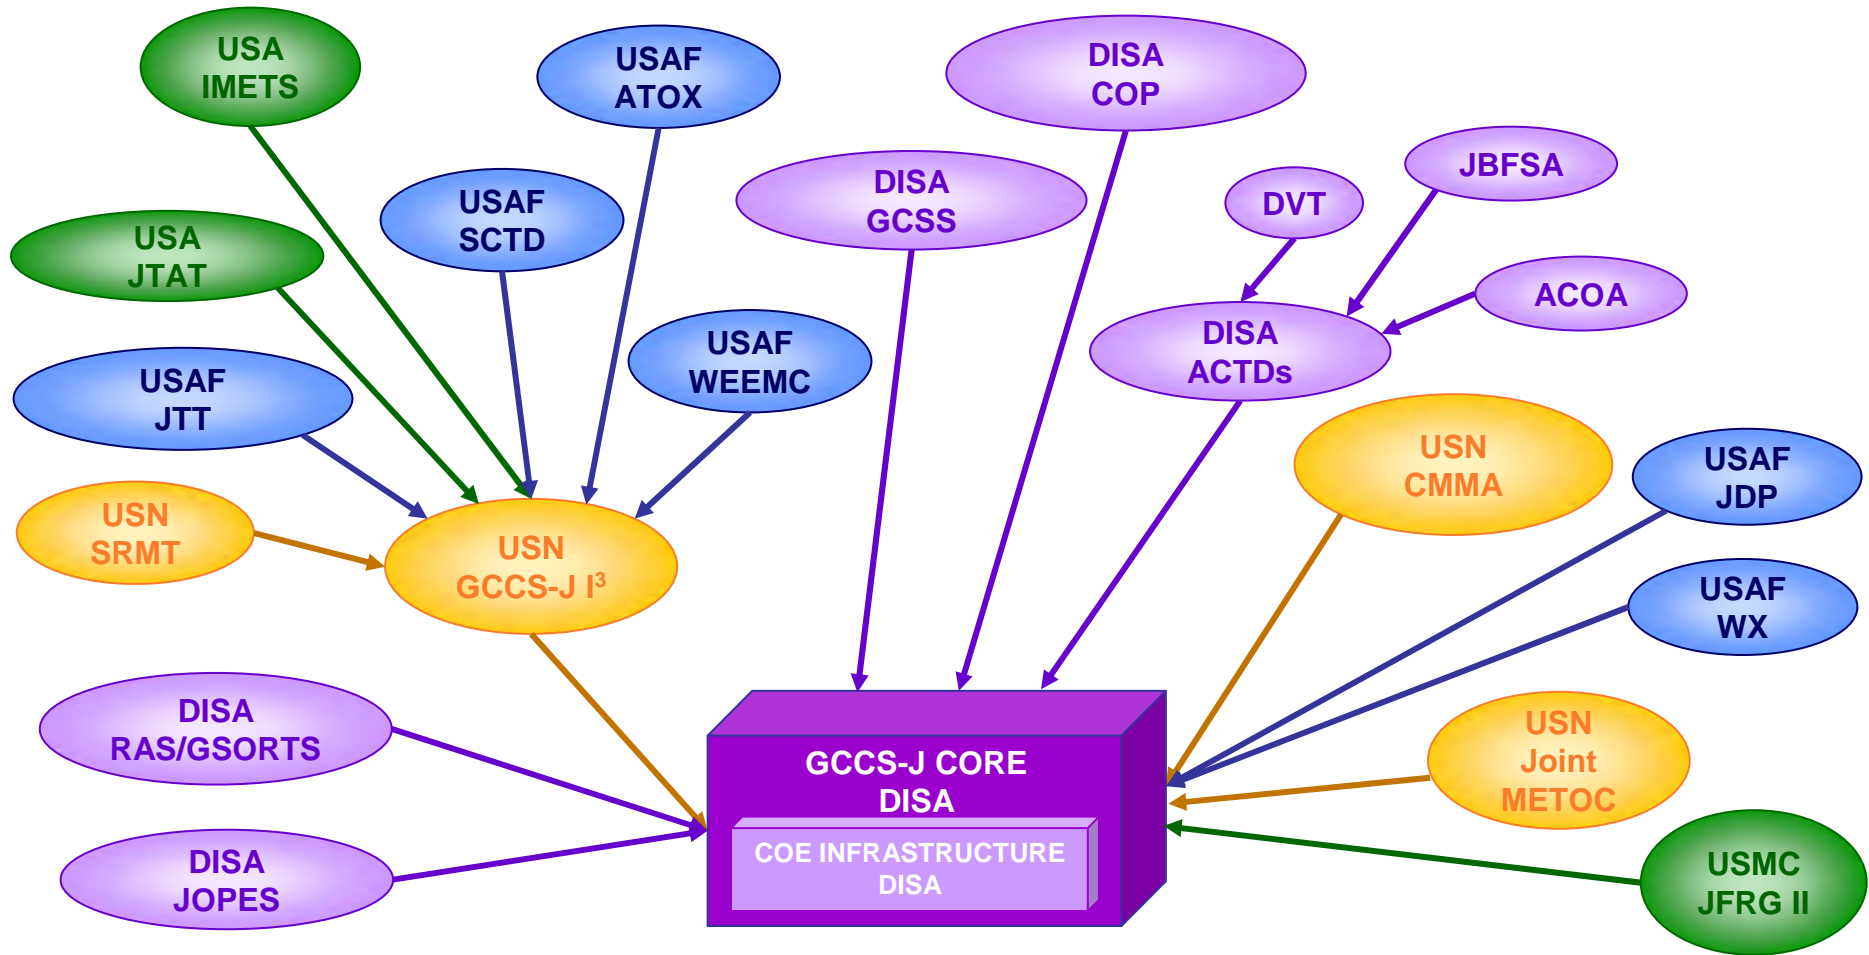 USA
IMETS
USAF
ATOX
DISA
COP
USAF
SCTD
DISA
GCSS
DVT
JBFSA
USA
JTAT
ACOA
USAF
JTT
USAF
WEEMC
DISA
ACTDs
USN
SRMT
USN
GCCS-J I³
USN
CMMA
USAF
JDP
USAF
WX
DISA
RAS/GSORTS
GCCS-J CORE
DISA
COE INFRASTRUCTURE
DISA
USN
Joint
METOC
DISA
JOPES
USMC
JFRG II